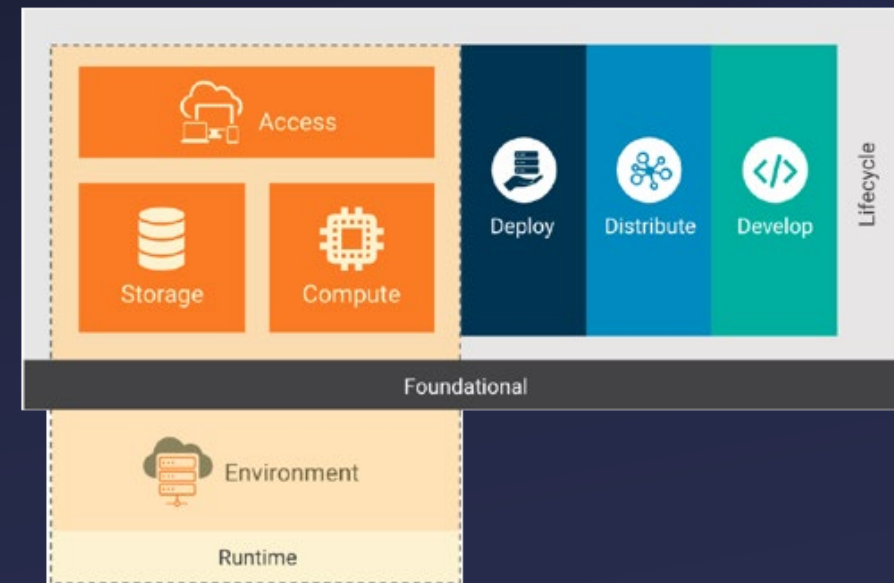 Access
Storage
Compute
Deploy
Distribute
</>
Develop
Lifecycle
Foundational
Environment
Runtime